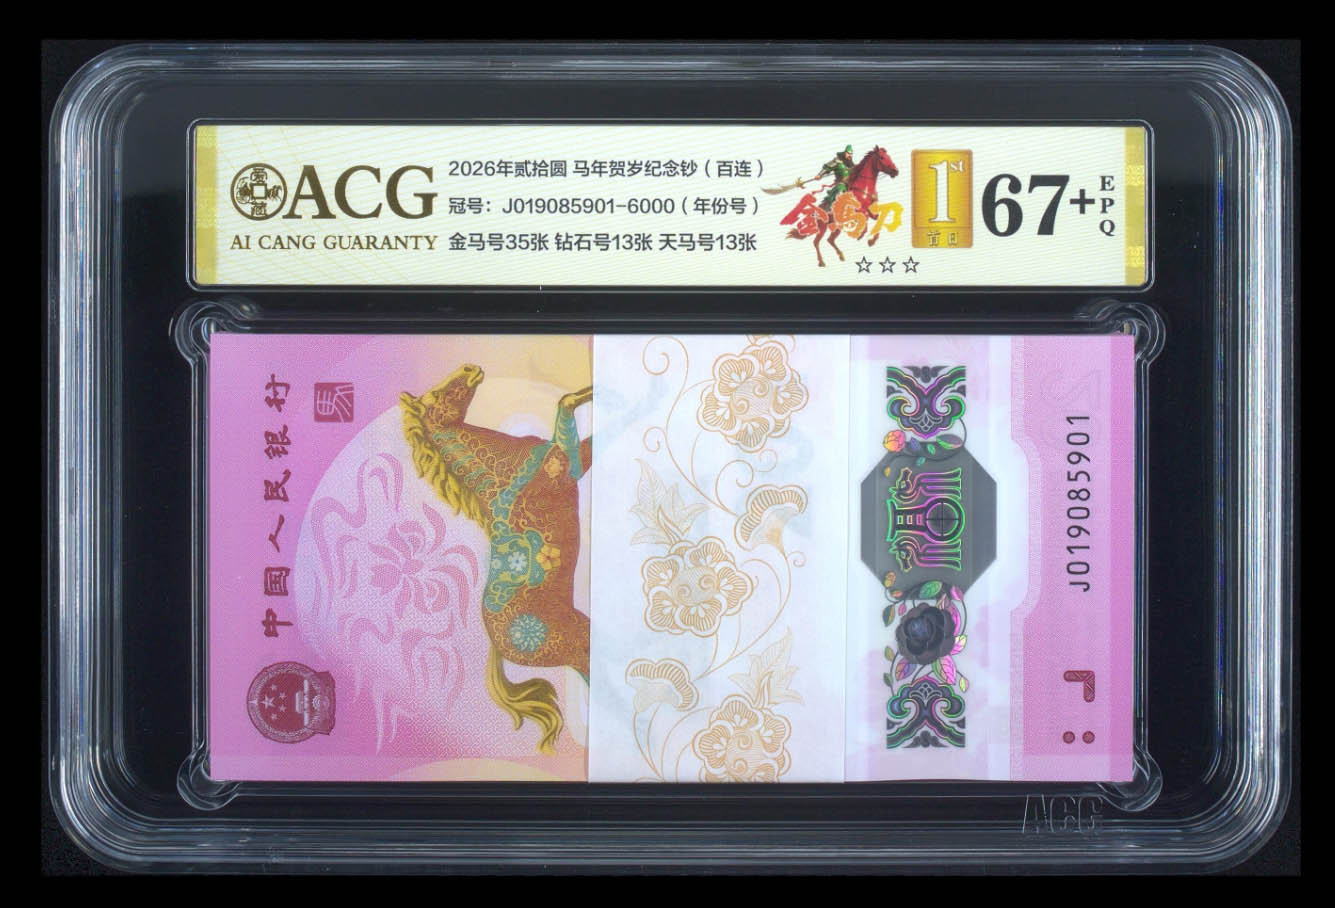 ACG
AI CANG GUARANTY
2026年贰拾圆 马年贺岁纪念钞（百连）
冠号：J019085901-6000（年份号）
金马号35张 钻石号13张 天马号13张
金马刀
1st
首日
67+
EPQ
☆☆☆
中国人民银行
J019085901
ACG